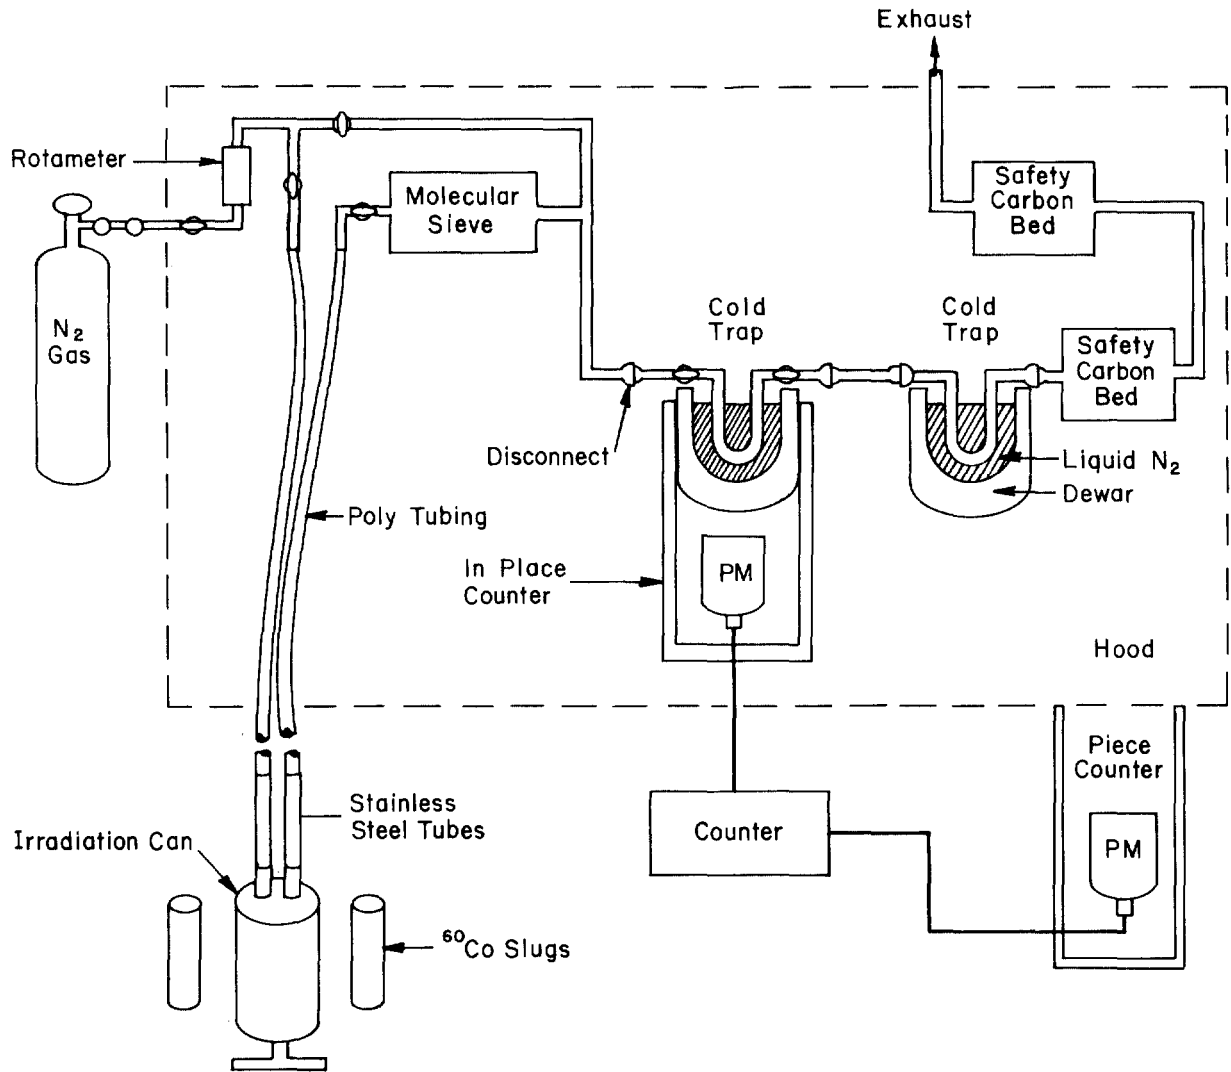 Exhaust
Rotameter
Molecular
Sieve
Safety
Carbon
Bed
N2
Gas
Cold
Trap
Cold
Trap
Safety
Carbon
Bed
Disconnect
Liquid N2
Dewar
Poly Tubing
In Place
Counter
PM
Hood
Piece
Counter
Stainless
Steel Tubes
Counter
Irradiation Can
PM
60Co Slugs